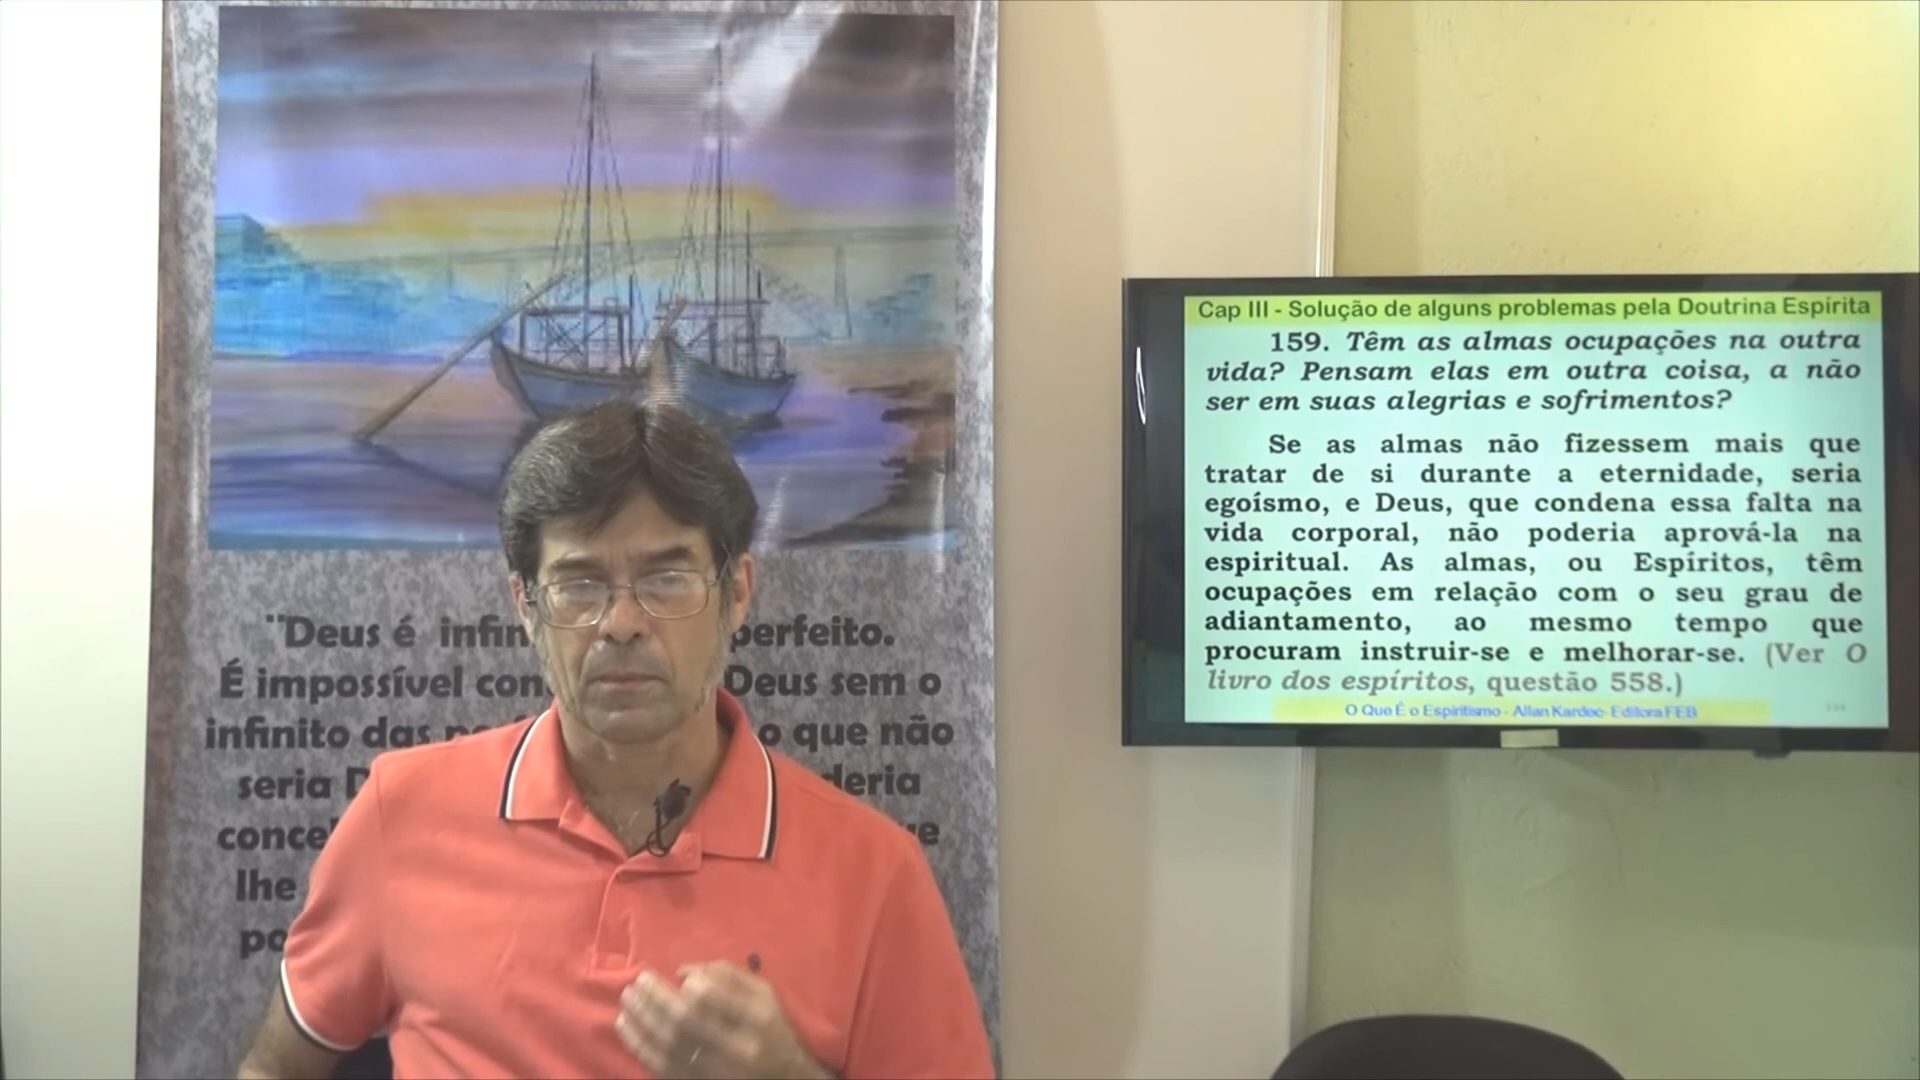 ¨Deus é infin perfeito.
É impossível con Deus sem o
infinito das o que não
seria D deria
conce ue
lhe
po
Cap III - Solução de alguns problemas pela Doutrina Espírita
159. Têm as almas ocupações na outra
vida? Pensam elas em outra coisa, a não
ser em suas alegrias e sofrimentos?
Se as almas não fizessem mais que
tratar de si durante a eternidade, seria
egoísmo, e Deus, que condena essa falta na
vida corporal, não poderia aprová-la na
espiritual. As almas, ou Espíritos, têm
ocupações em relação com o seu grau de
adiantamento, ao mesmo tempo que
procuram instruir-se e melhorar-se. (Ver O
livro dos espíritos, questão 558.)
O Que É o Espiritismo - Allan Kardec- Editora FEB